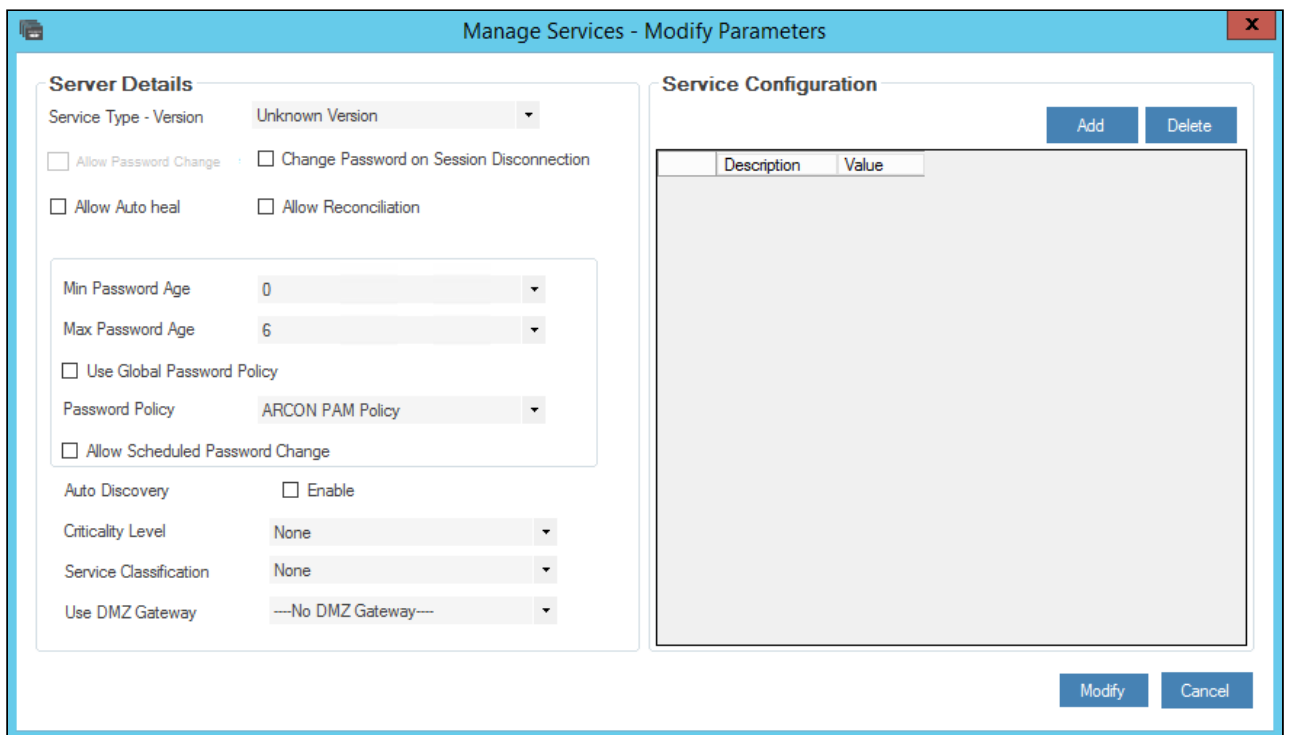 Manage Services - Modify Parameters
X
Server Details
Service Type - Version
Unknown Version
Allow Password Change
Change Password on Session Disconnection
Allow Auto heal
Allow Reconciliation
Min Password Age
0
Max Password Age
6
Use Global Password Policy
Password Policy
ARCON PAM Policy
Allow Scheduled Password Change
Auto Discovery
Enable
Criticality Level
None
Service Classification
None
Use DMZ Gateway
----No DMZ Gateway----
Service Configuration
Add
Delete
Description
Value
Modify
Cancel